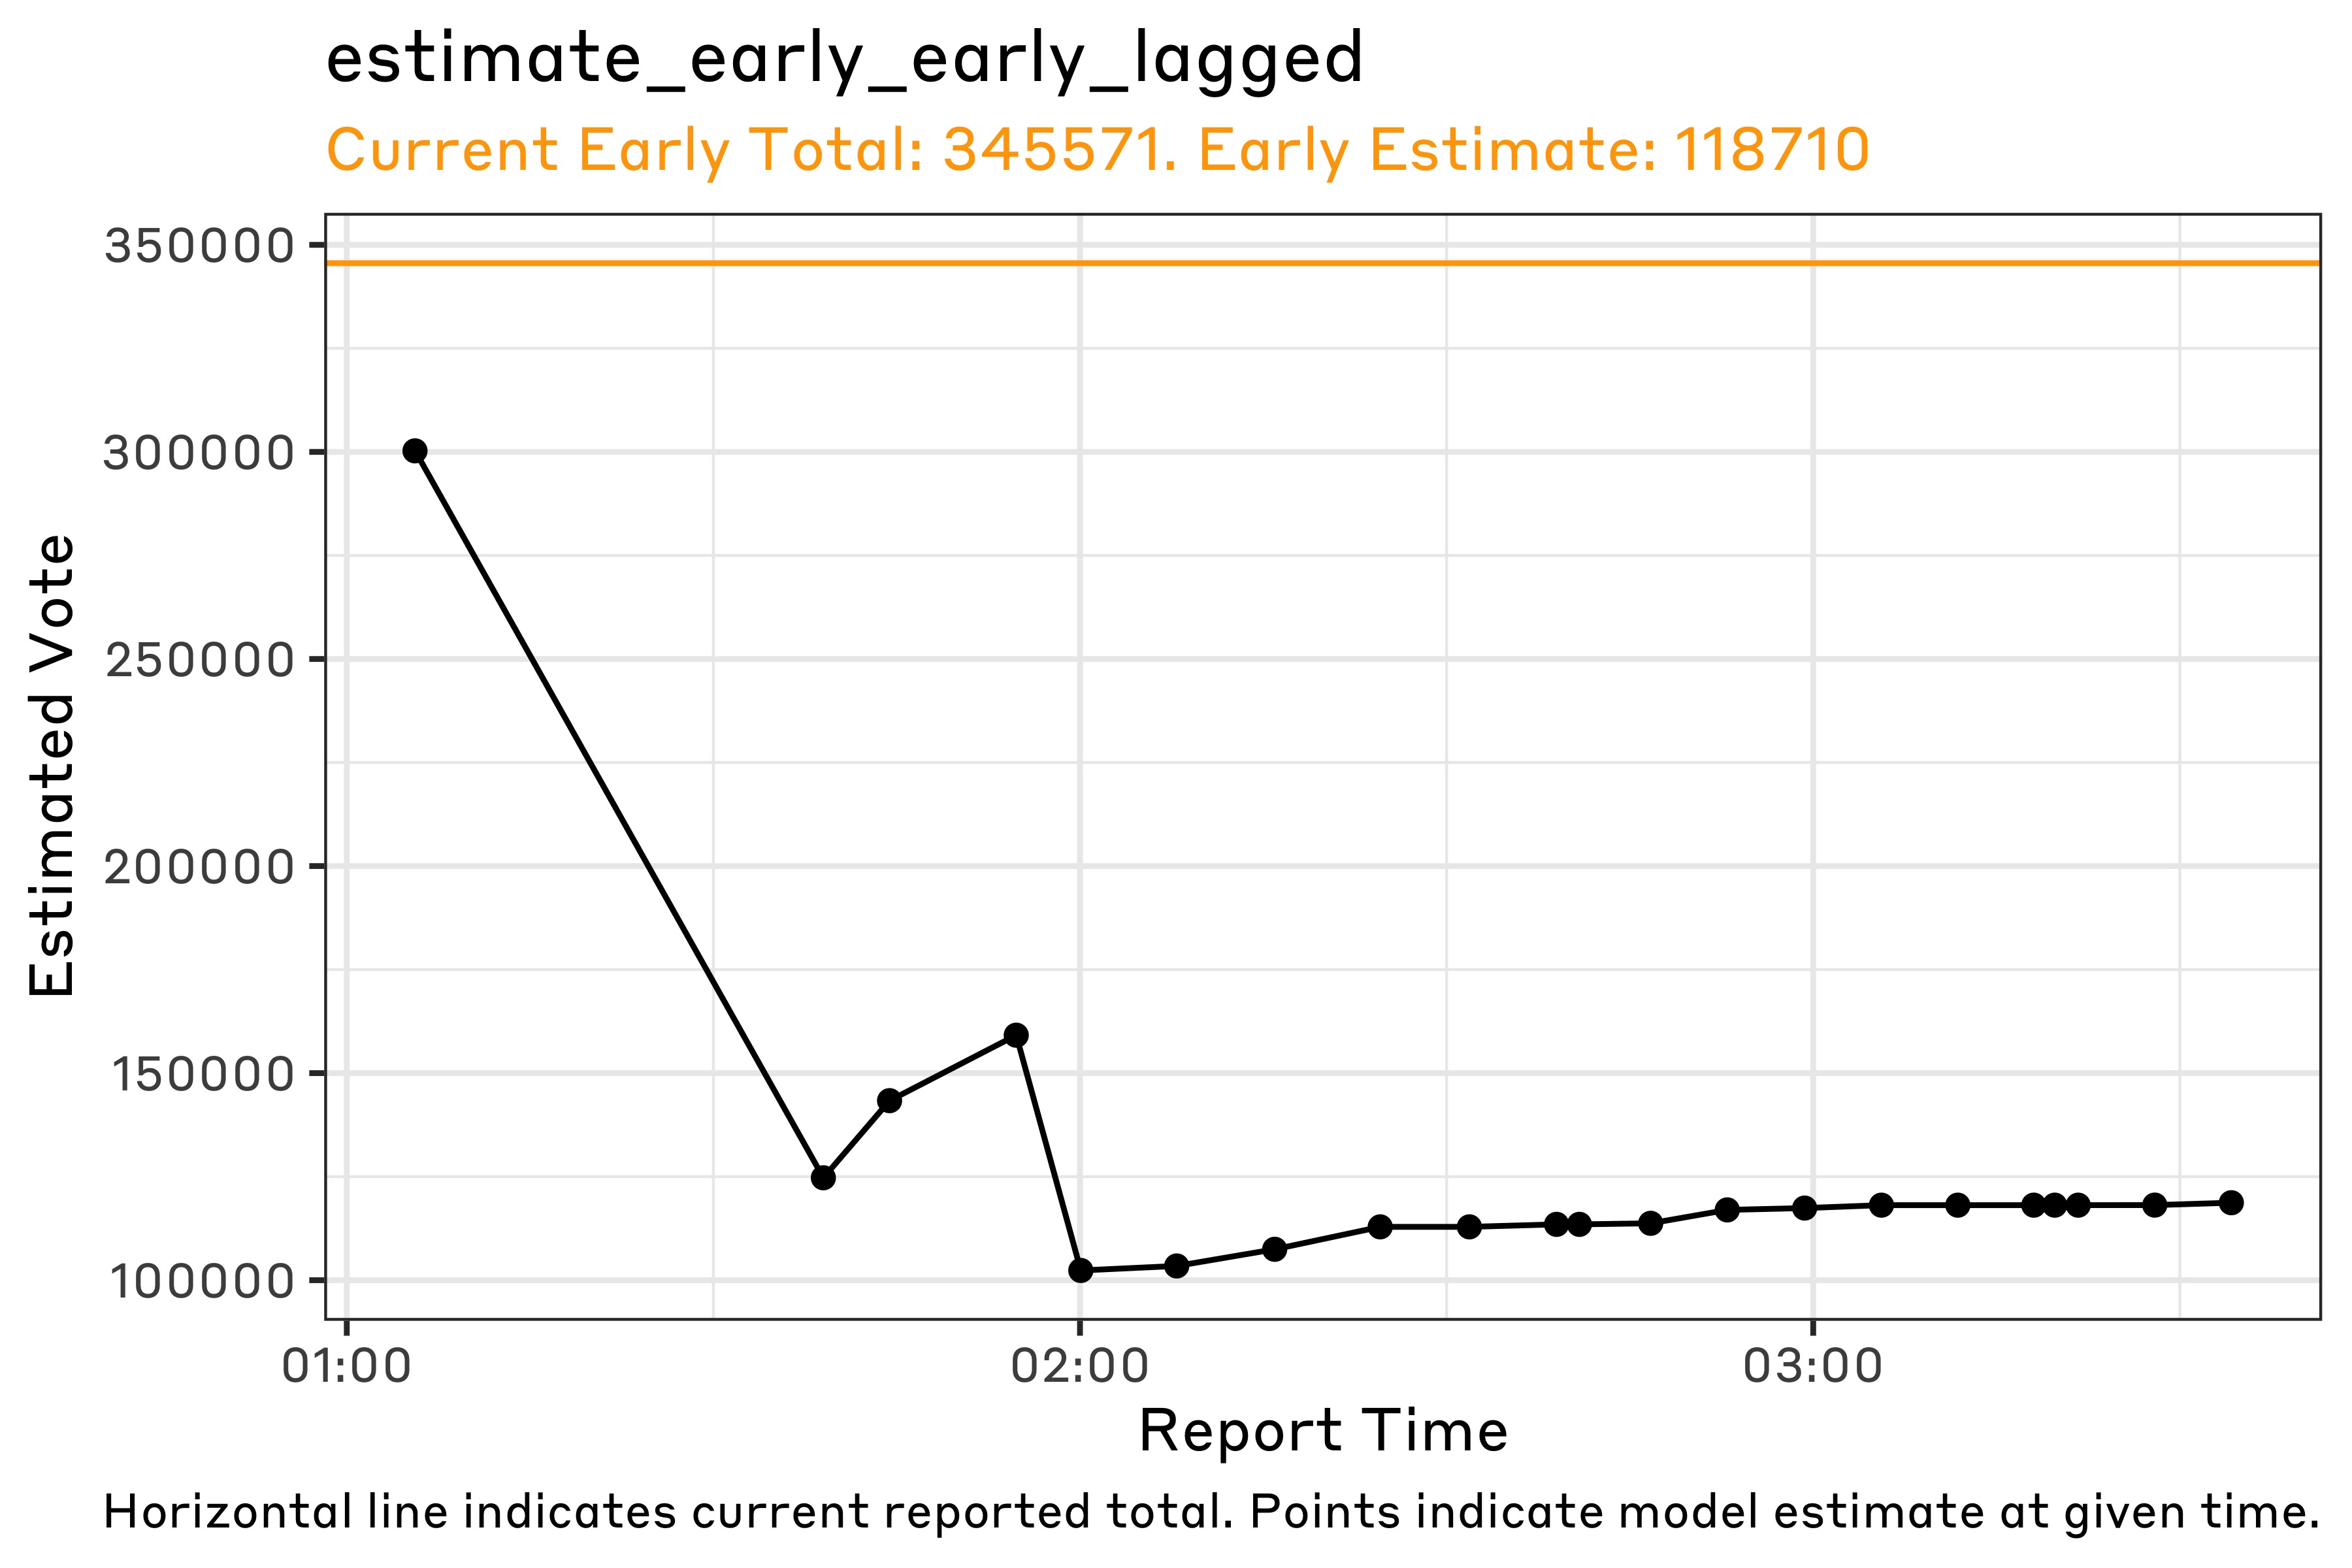 estimate_early_early_lagged
Current Early Total: 345571. Early Estimate: 118710
Estimated Vote
350000
300000
250000
200000
150000
100000
01:00 02:00 03:00
Report Time
Horizontal line indicates current reported total. Points indicate model estimate at given time.